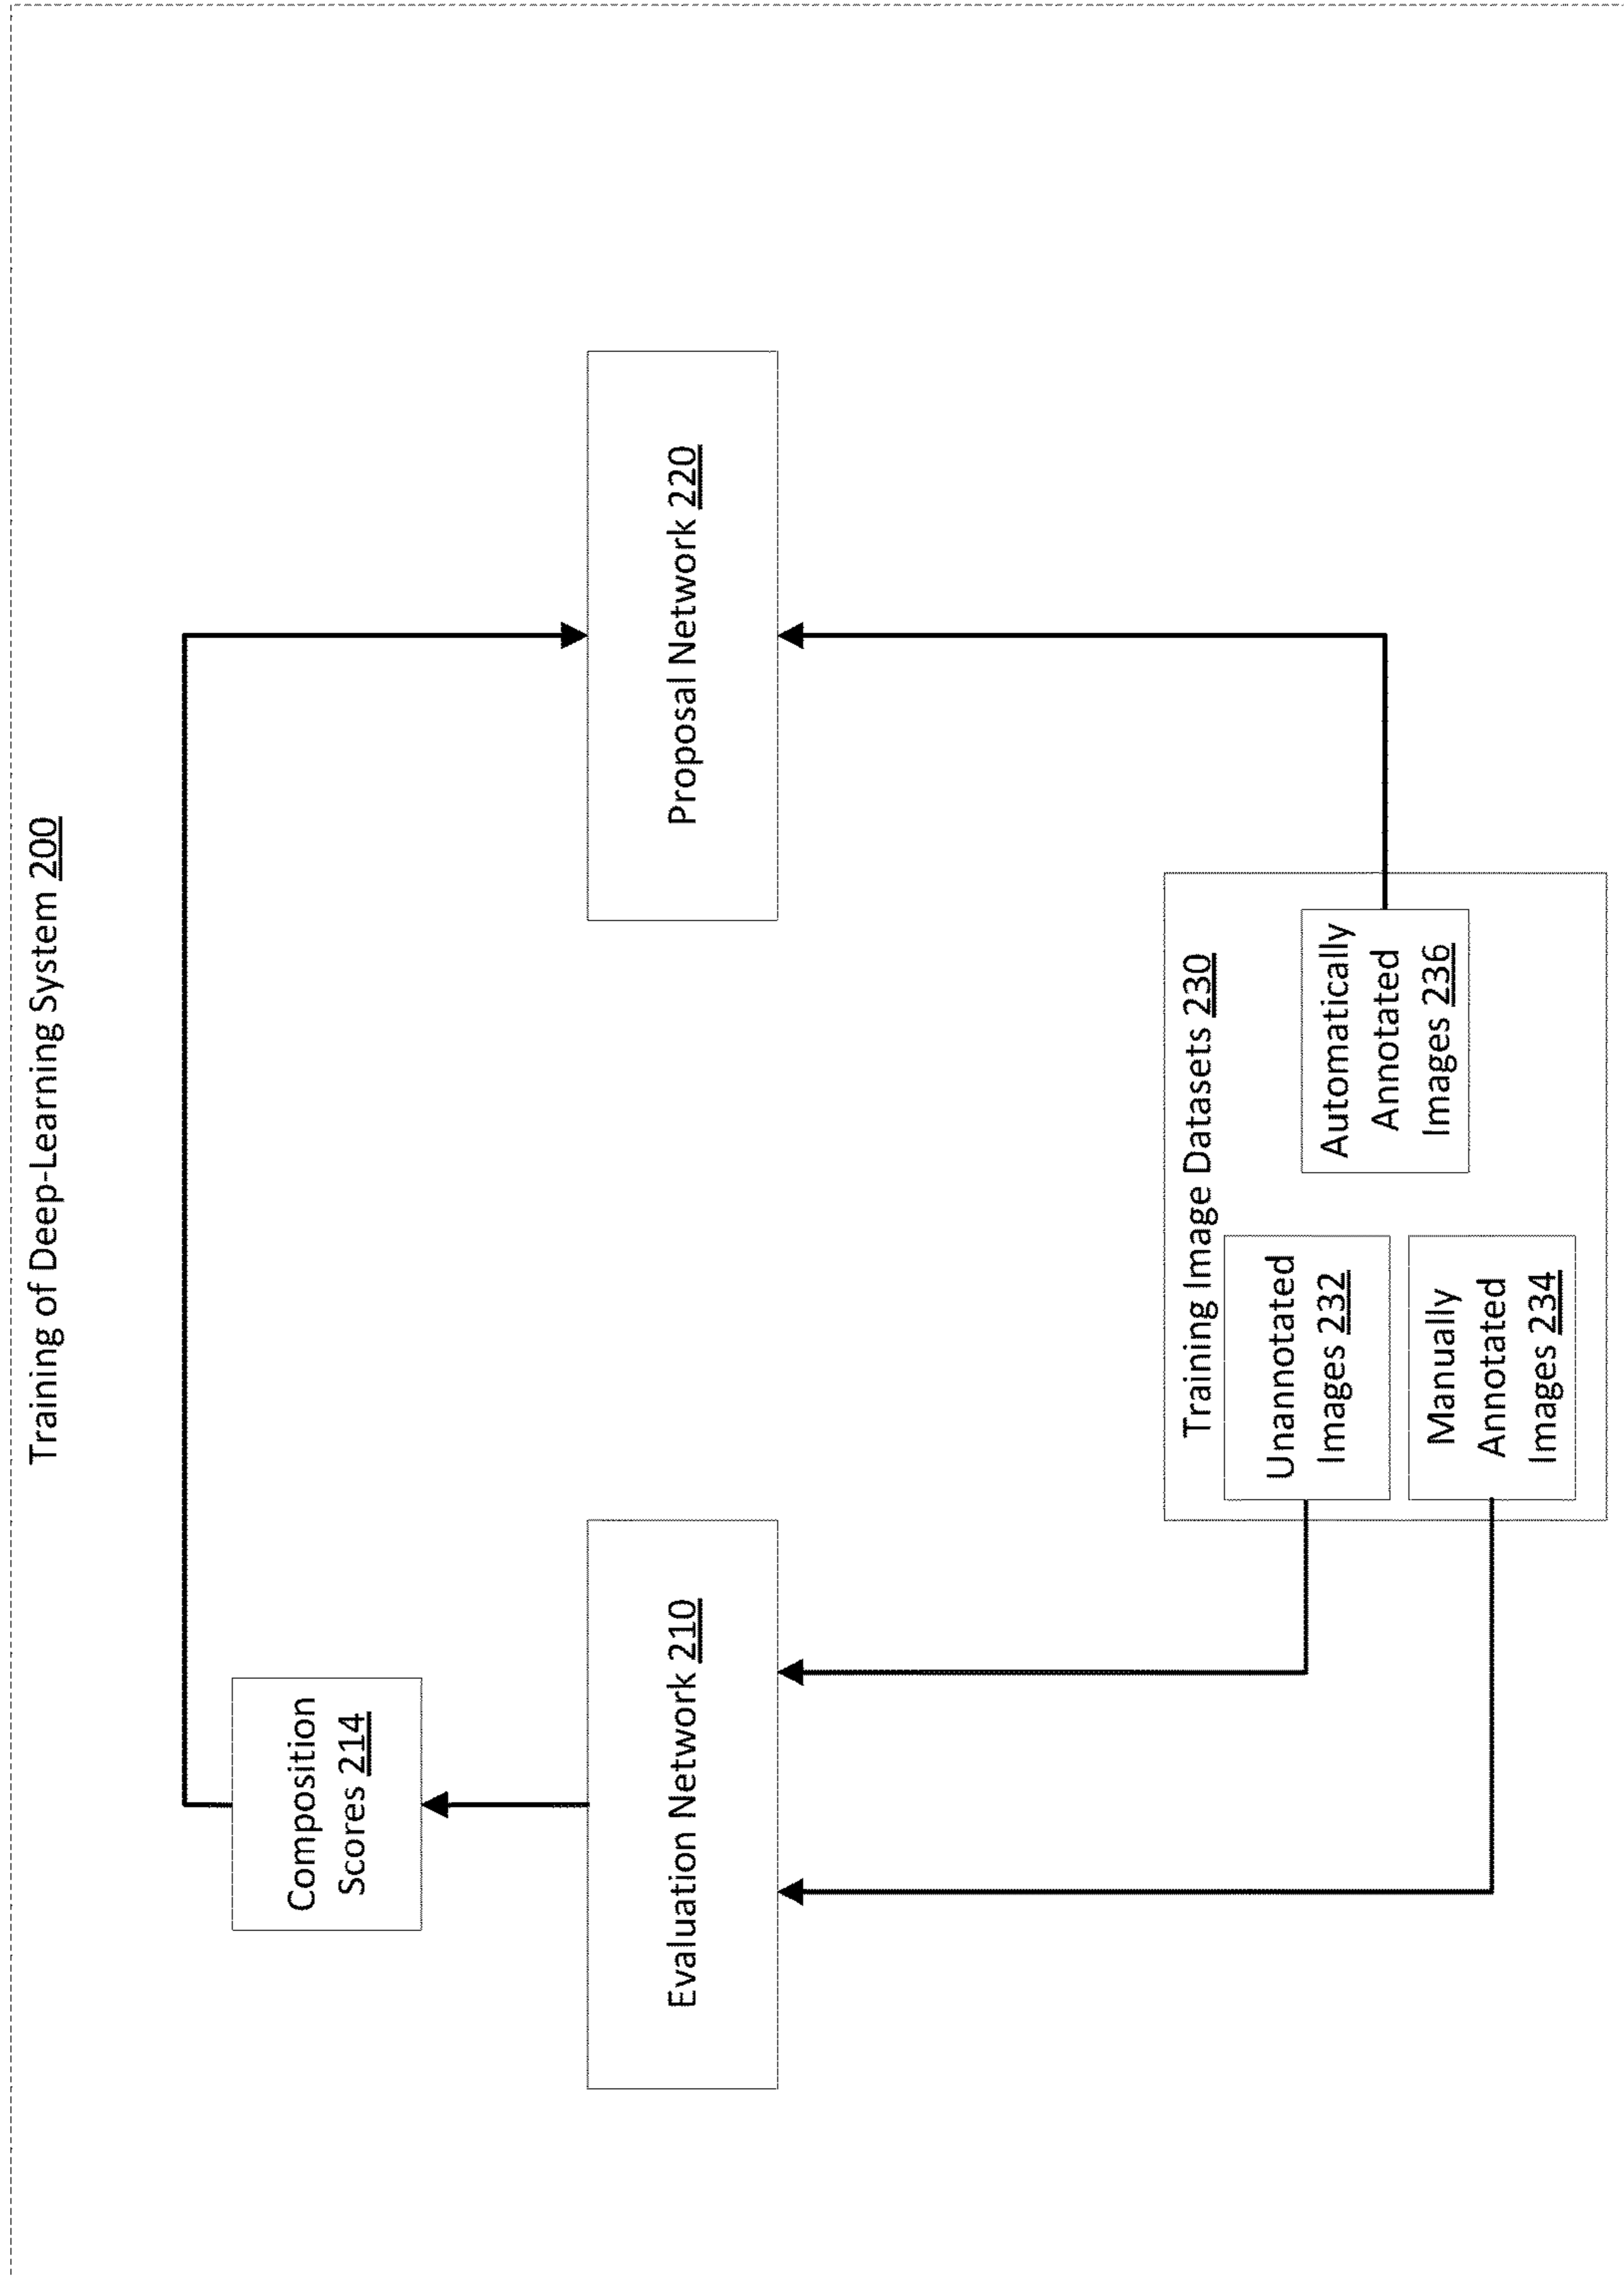 Training of Deep-Learning System 200
Composition
Scores 214
Evaluation Network 210
Proposal Network 220
Training Image Datasets 230
Unannotated
Images 232
Manually
Annotated
Images 234
Automatically
Annotated
Images 236